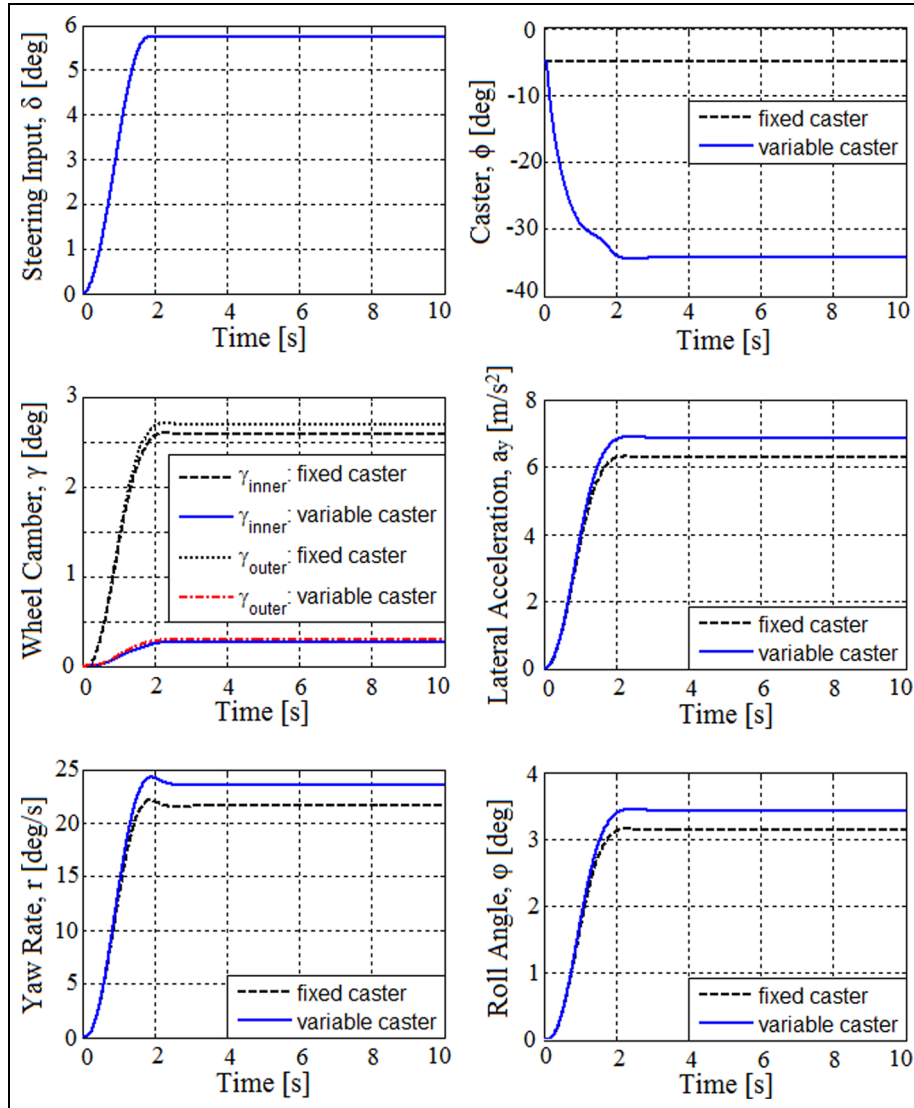 Steering Input, δ [deg]
6
5
4
3
2
1
0
0 2 4 6 8 10
Time [s]
Caster, ϕ [deg]
0
-10
-20
-30
-40
fixed caster
variable caster
0 2 4 6 8 10
Time [s]
Wheel Camber, γ [deg]
3
2
1
0
γinner: fixed caster
γinner: variable caster
γouter: fixed caster
γouter: variable caster
0 2 4 6 8 10
Time [s]
Lateral Acceleration, ay [m/s²]
8
6
4
2
0
fixed caster
variable caster
0 2 4 6 8 10
Time [s]
Yaw Rate, r [deg/s]
25
20
15
10
5
0
fixed caster
variable caster
0 2 4 6 8 10
Time [s]
Roll Angle, φ [deg]
4
3
2
1
0
fixed caster
variable caster
0 2 4 6 8 10
Time [s]